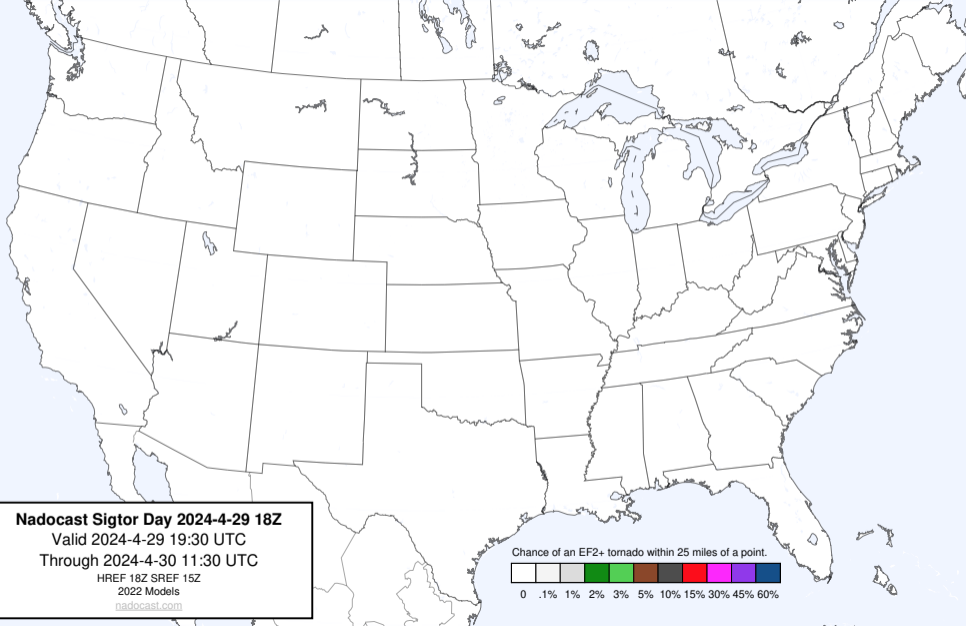 Nadocast Sigtor Day 2024-4-29 18Z
Valid 2024-4-29 19:30 UTC
Through 2024-4-30 11:30 UTC
HREF 18Z SREF 15Z
2022 Models
nadocast.com
Chance of an EF2+ tornado within 25 miles of a point.
0 .1% 1% 2% 3% 5% 10% 15% 30% 45% 60%